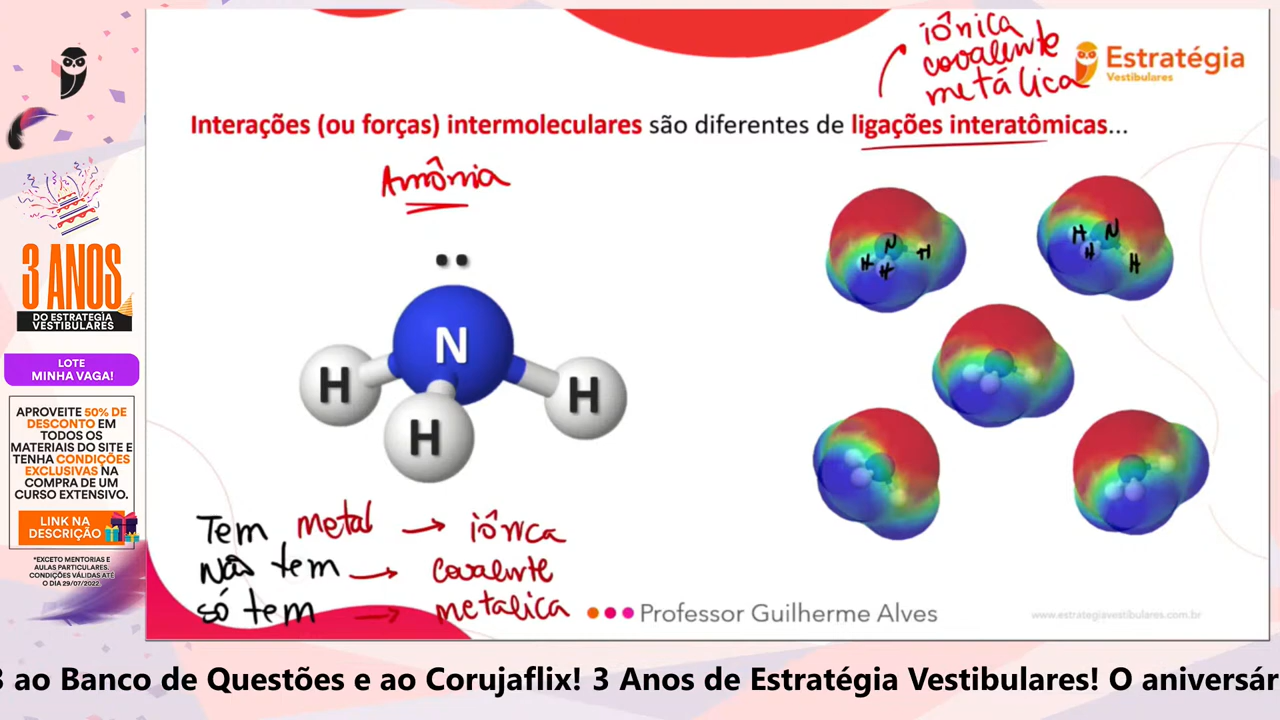 iônica
covalente
metálica
Estratégia
Vestibulares
Interações (ou forças) intermoleculares são diferentes de ligações interatômicas...
Amônia
••
N
H
H
H
N
H
H
H
H
N
H
H
Tem metal → iônica
Não tem → covalente
só tem → metalica
Professor Guilherme Alves
www.estrategiavestibulares.com.br
3 ANOS
DO ESTRATÉGIA
VESTIBULARES
LOTE
MINHA VAGA!
APROVEITE 50% DE
DESCONTO EM
TODOS OS
MATERIAIS DO SITE E
TENHA CONDIÇÕES
EXCLUSIVAS NA
COMPRA DE UM
CURSO EXTENSIVO.
LINK NA
DESCRIÇÃO
*EXCETO MENTORIAS E
AULAS PARTICULARES.
CONDIÇÕES VÁLIDAS ATÉ
O DIA 29/07/2022.
3 ao Banco de Questões e ao Corujaflix! 3 Anos de Estratégia Vestibulares! O aniversár